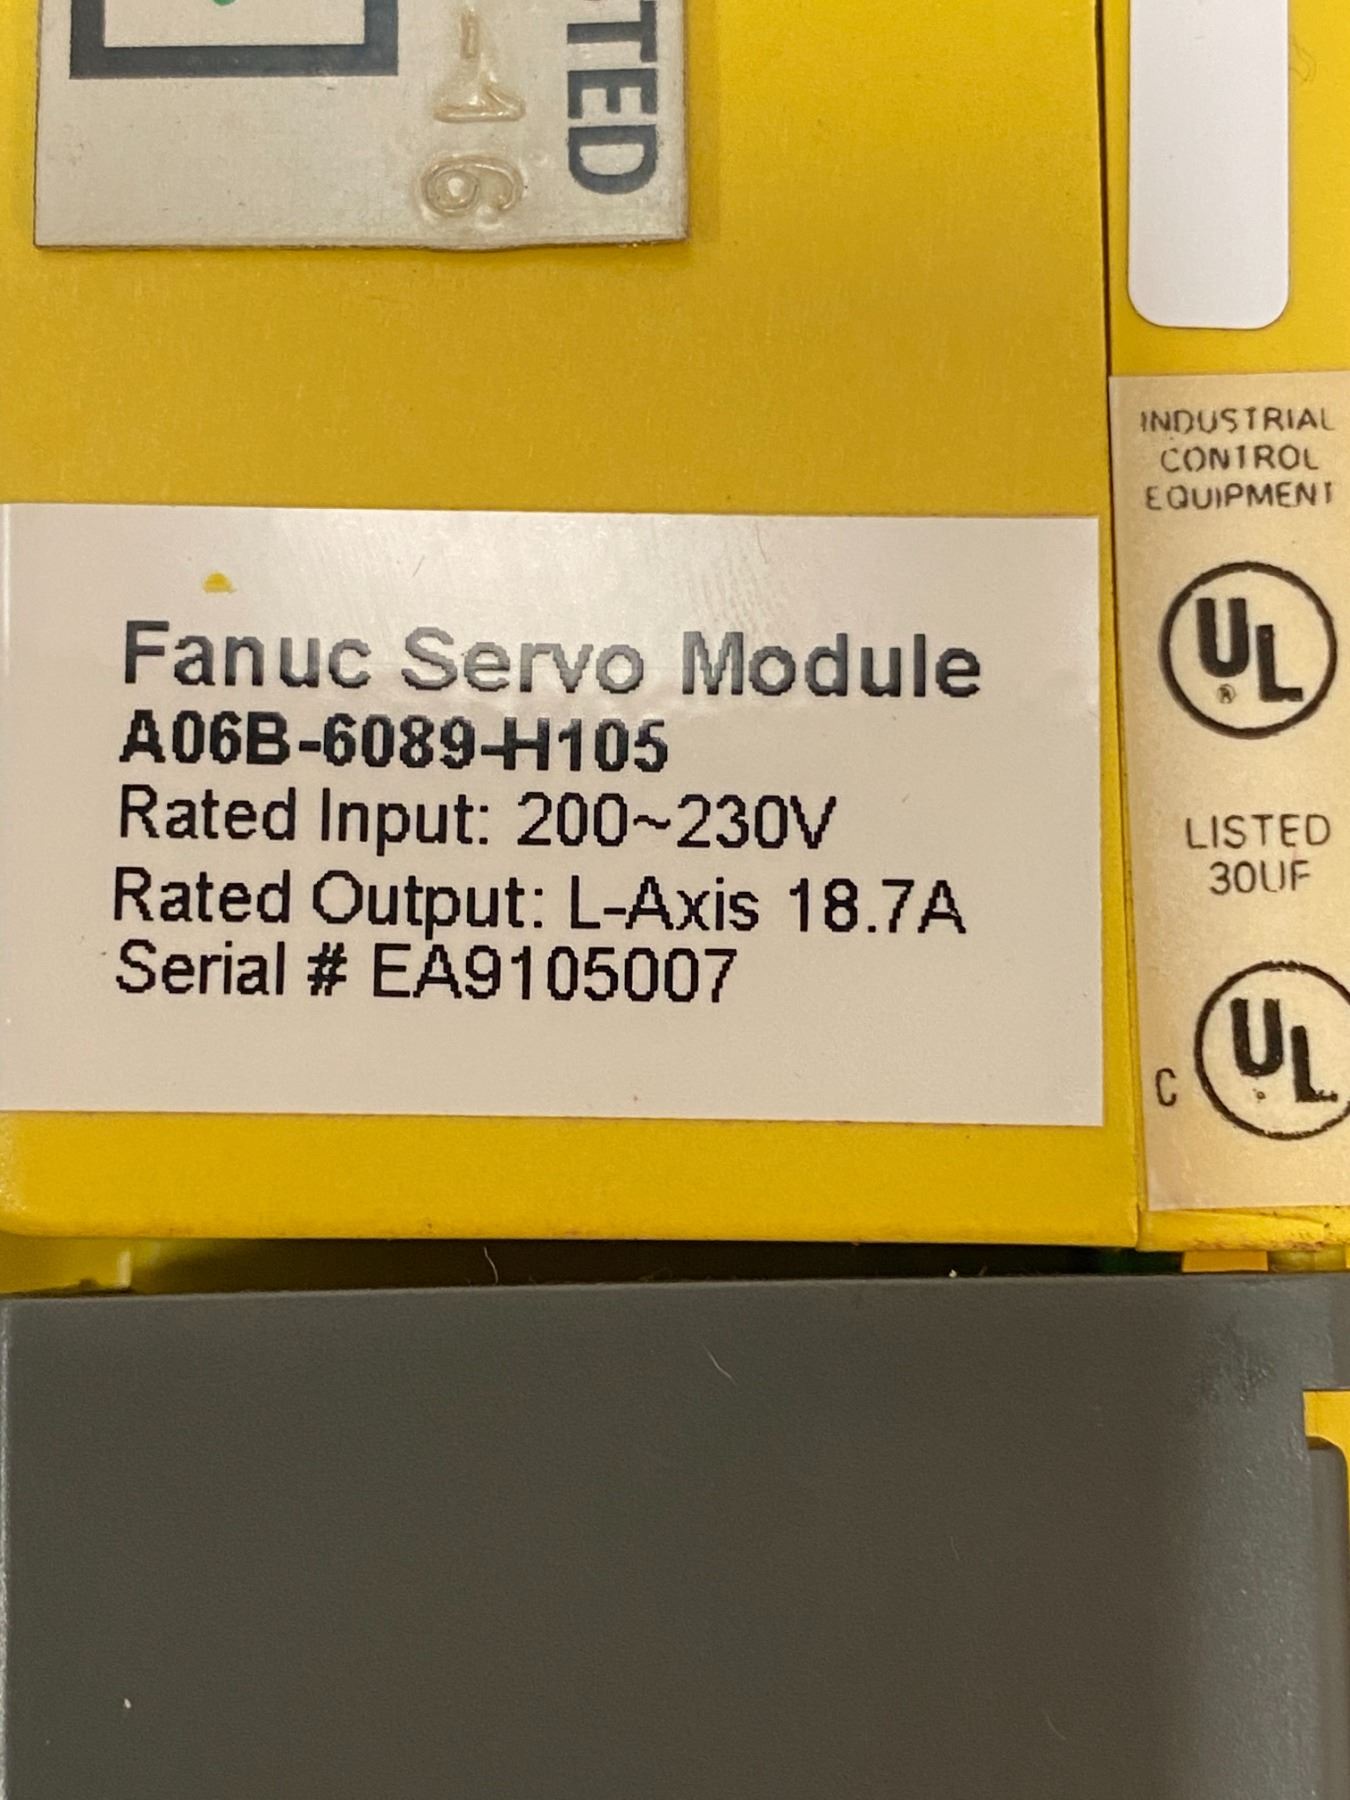 -16
INDUSTRIAL
CONTROL
EQUIPMENT
UL
®
LISTED
30UF
C UL
Fanuc Servo Module
A06B-6089-H105
Rated Input: 200~230V
Rated Output: L-Axis 18.7A
Serial # EA9105007